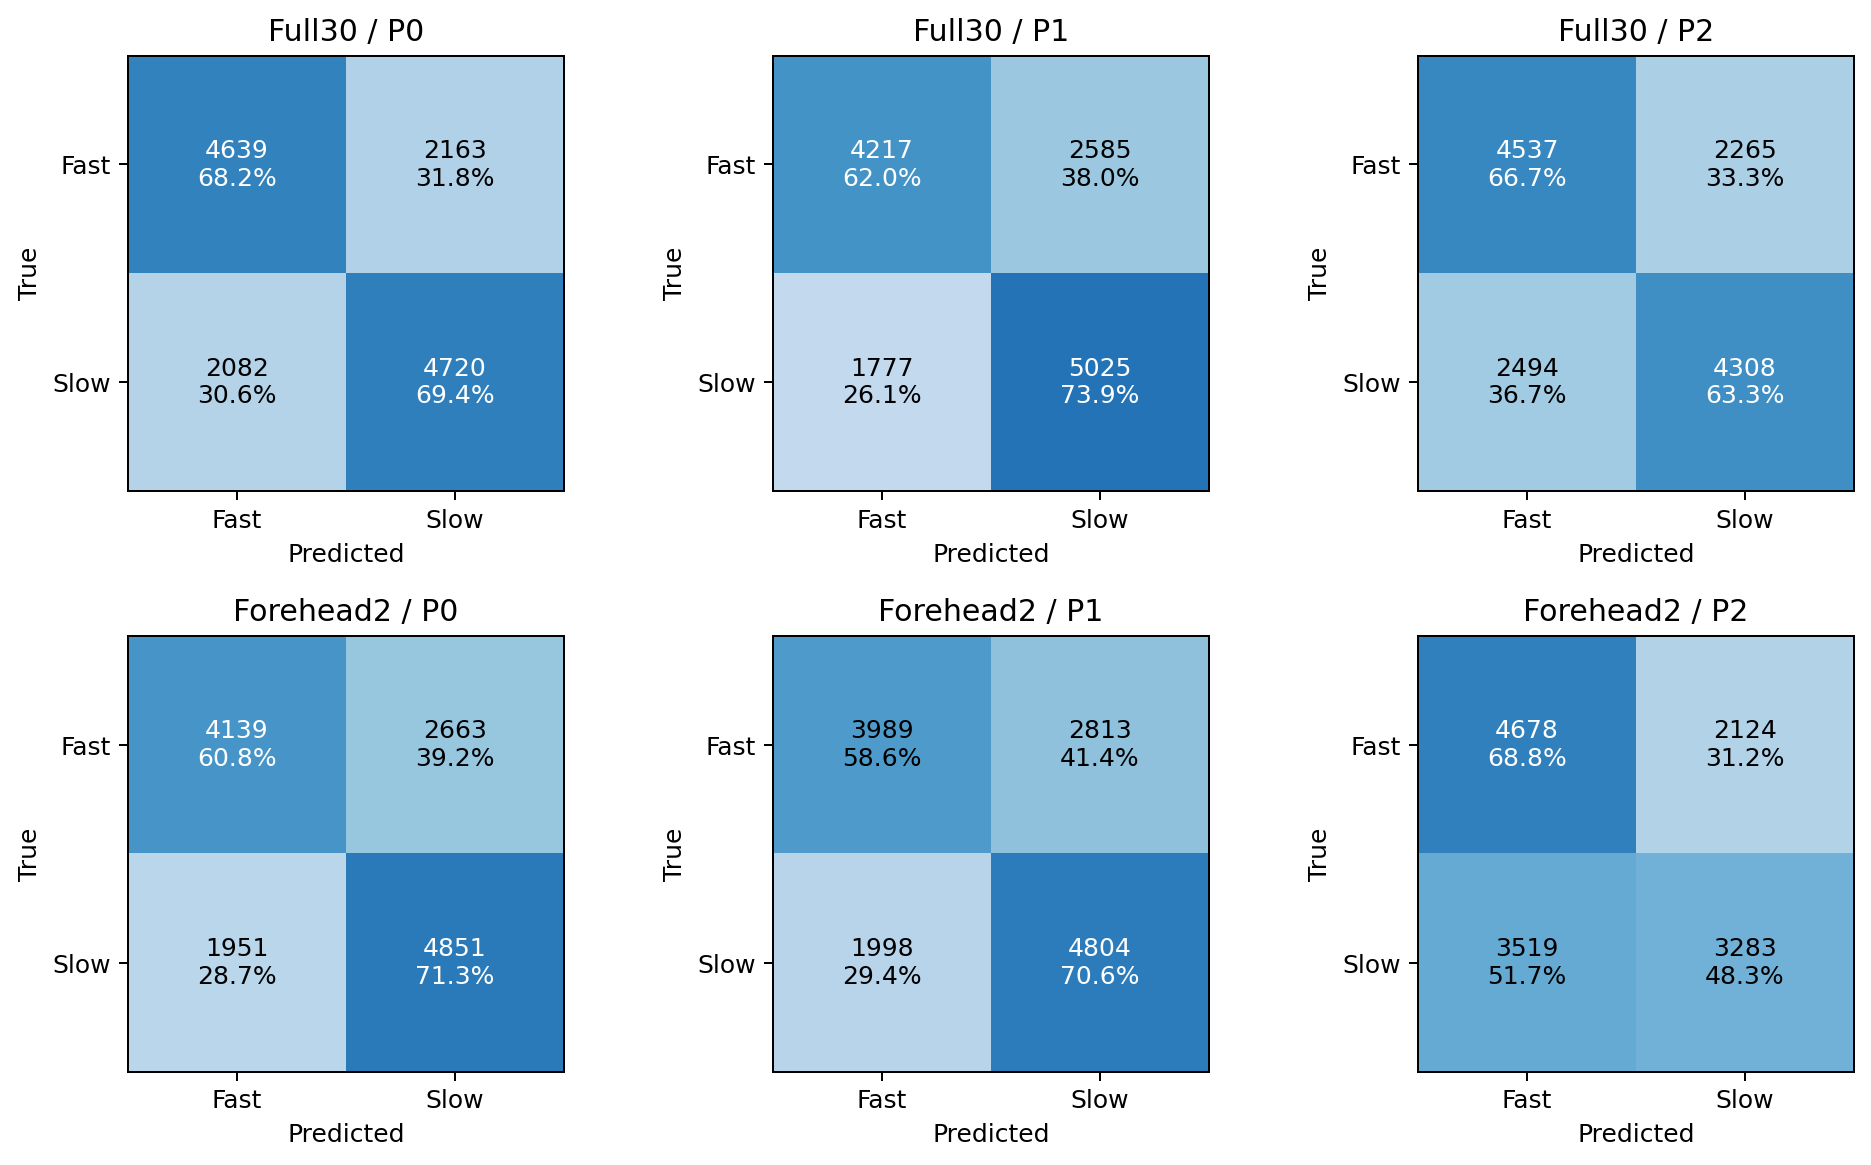 Full30 / P0
Full30 / P1
Full30 / P2
True
Fast
4639
68.2%
2163
31.8%
Slow
2082
30.6%
4720
69.4%
Fast
Slow
Predicted
True
Fast
4217
62.0%
2585
38.0%
Slow
1777
26.1%
5025
73.9%
Fast
Slow
Predicted
True
Fast
4537
66.7%
2265
33.3%
Slow
2494
36.7%
4308
63.3%
Fast
Slow
Predicted
Forehead2 / P0
Forehead2 / P1
Forehead2 / P2
True
Fast
4139
60.8%
2663
39.2%
Slow
1951
28.7%
4851
71.3%
Fast
Slow
Predicted
True
Fast
3989
58.6%
2813
41.4%
Slow
1998
29.4%
4804
70.6%
Fast
Slow
Predicted
True
Fast
4678
68.8%
2124
31.2%
Slow
3519
51.7%
3283
48.3%
Fast
Slow
Predicted